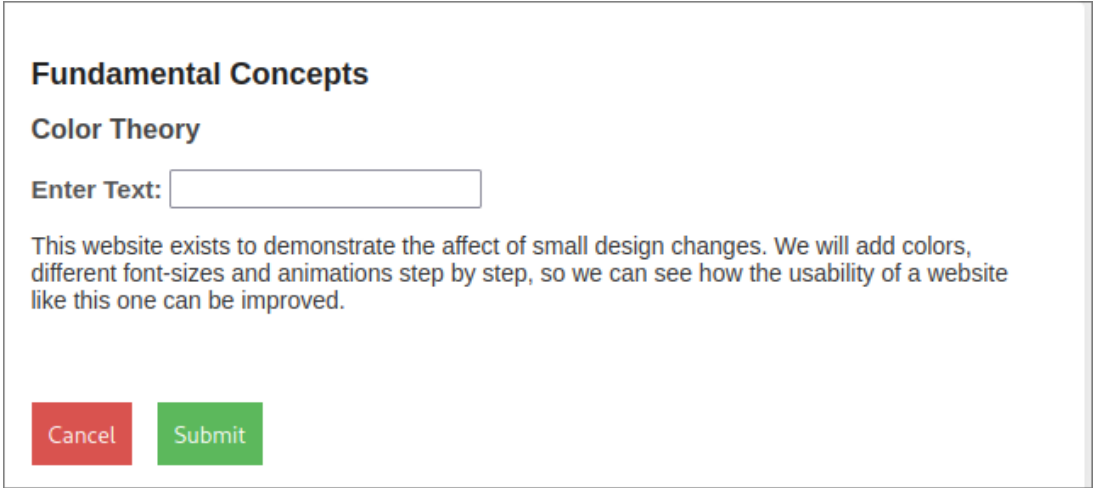 Fundamental Concepts
Color Theory
Enter Text:
This website exists to demonstrate the affect of small design changes. We will add colors,
different font-sizes and animations step by step, so we can see how the usability of a website
like this one can be improved.
Cancel Submit